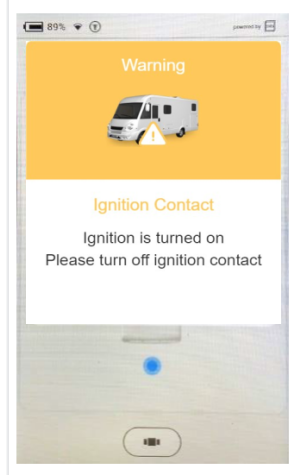 89%
powered by
Warning
Ignition Contact
Ignition is turned on
Please turn off ignition contact